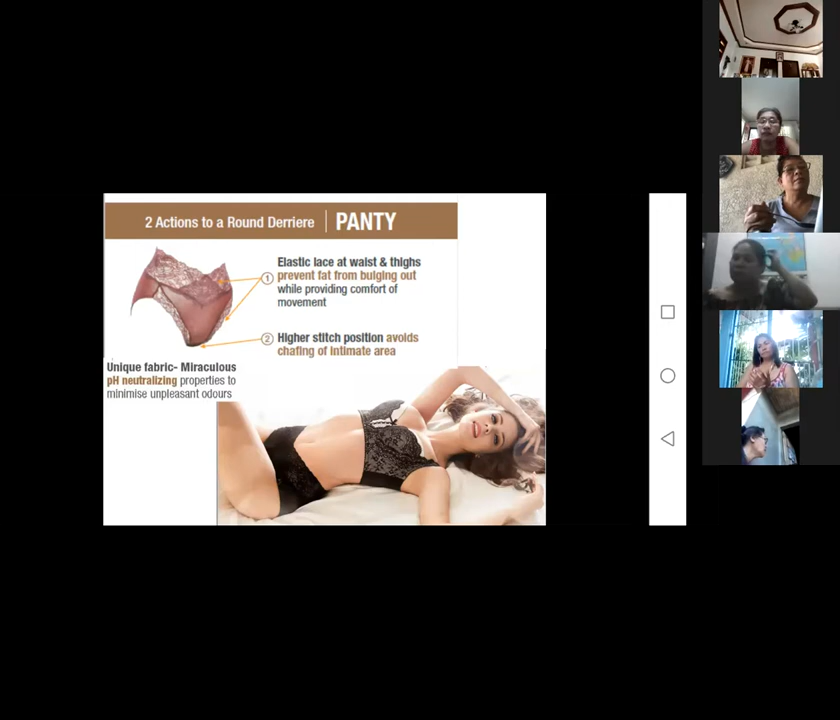 2 Actions to a Round Derriere | PANTY
Elastic lace at waist & thighs
1 prevent fat from bulging out
while providing comfort of
movement
2 Higher stitch position avoids
chafing of intimate area
Unique fabric- Miraculous
pH neutralizing properties to
minimise unpleasant odours